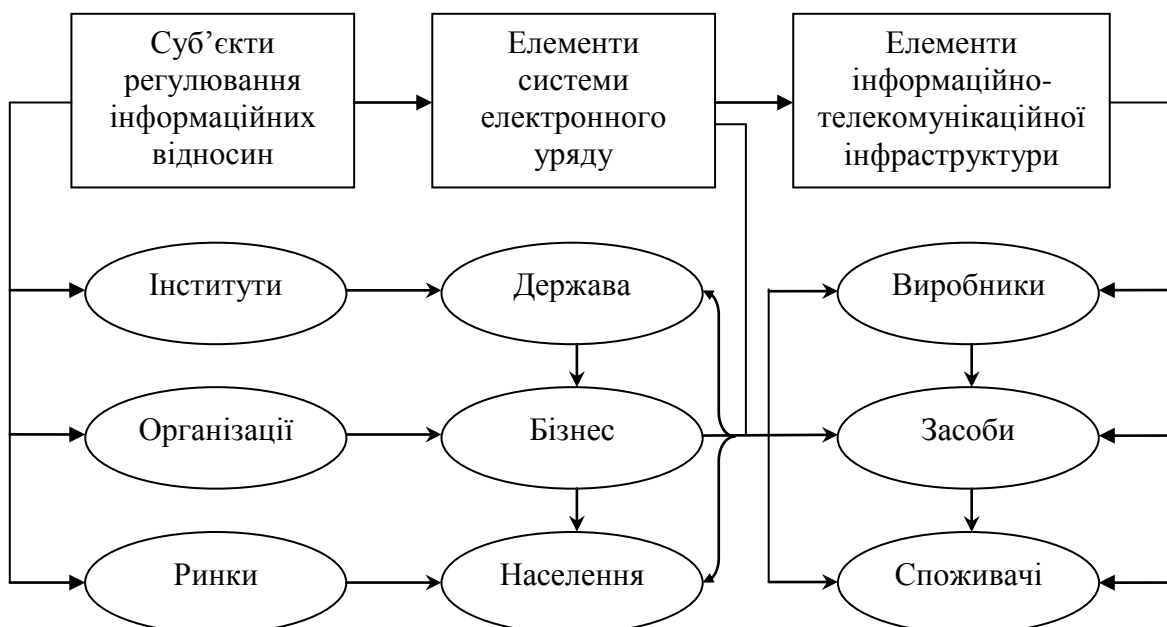 Суб’єкти
регулювання
інформаційних
відносин
Елементи
системи
електронного
уряду
Елементи
інформаційно-
телекомунікаційної
інфраструктури
Інститути
Держава
Виробники
Організації
Бізнес
Засоби
Ринки
Населення
Споживачі